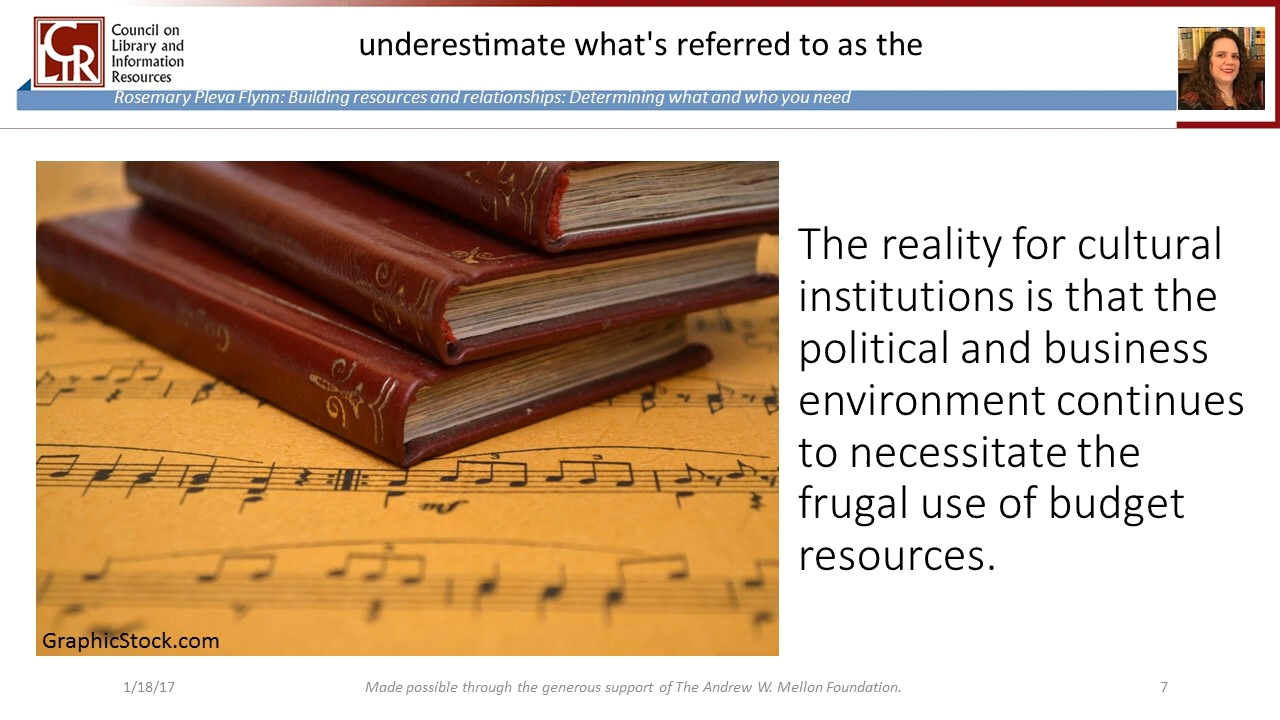 CLIR
Council on
Library and
Information
Resources
underestimate what's referred to as the
Rosemary Pleva Flynn: Building resources and relationships: Determining what and who you need
The reality for cultural
institutions is that the
political and business
environment continues
to necessitate the
frugal use of budget
resources.
GraphicStock.com
1/18/17
Made possible through the generous support of The Andrew W. Mellon Foundation.
7